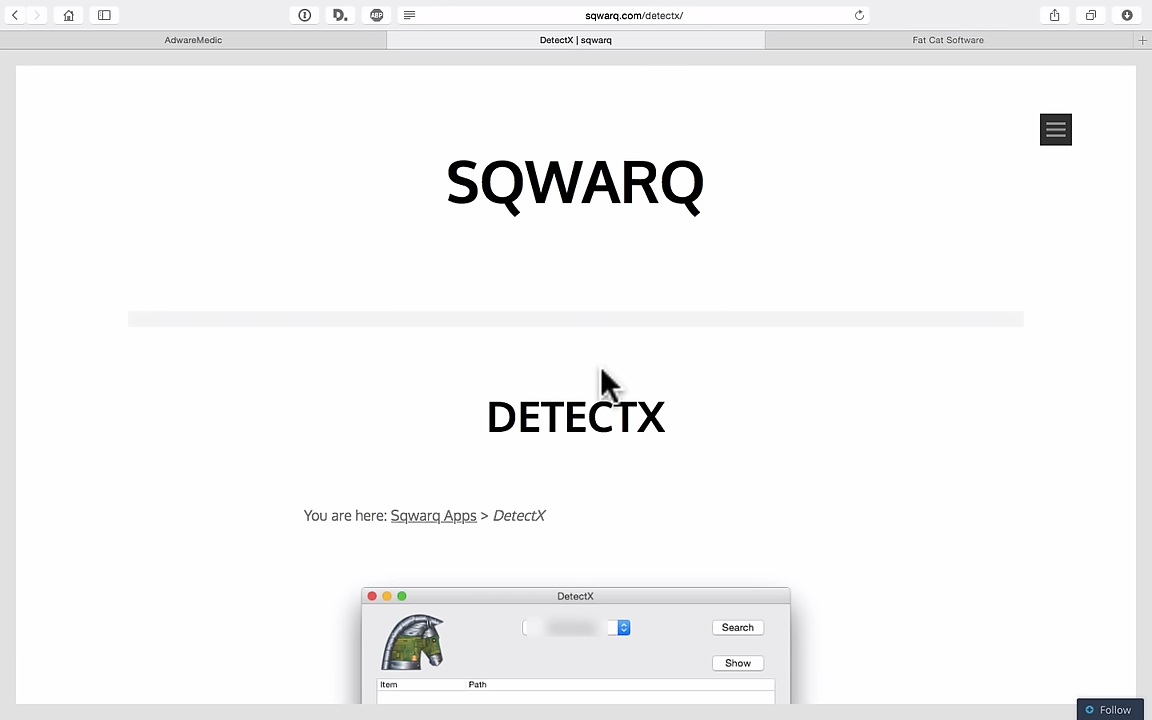 sqwarq.com/detectx/
D.
ABP
AdwareMedic
DetectX | sqwarq
Fat Cat Software
SQWARQ
DETECTX
You are here: Sqwarq Apps > DetectX
DetectX
Search
Show
Item Path
Follow